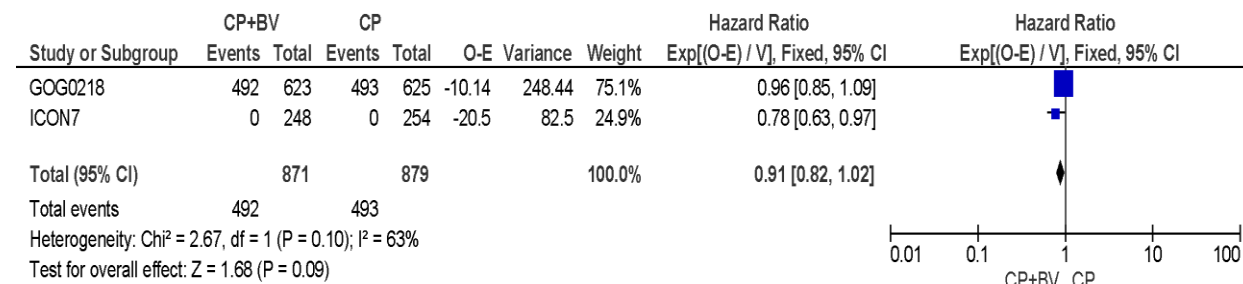 CP+BV CP Hazard Ratio Hazard Ratio
Study or Subgroup Events Total Events Total O-E Variance Weight Exp[(O-E) / V], Fixed, 95% CI Exp[(O-E) / V], Fixed, 95% CI
GOG0218 492 623 493 625 -10.14 248.44 75.1% 0.96 [0.85, 1.09]
ICON7 0 248 0 254 -20.5 82.5 24.9% 0.78 [0.63, 0.97]
Total (95% CI) 871 879 100.0% 0.91 [0.82, 1.02]
Total events 492 493
Heterogeneity: Chi² = 2.67, df = 1 (P = 0.10); I² = 63%
Test for overall effect: Z = 1.68 (P = 0.09)
0.01 0.1 1 10 100
CP+BV CP